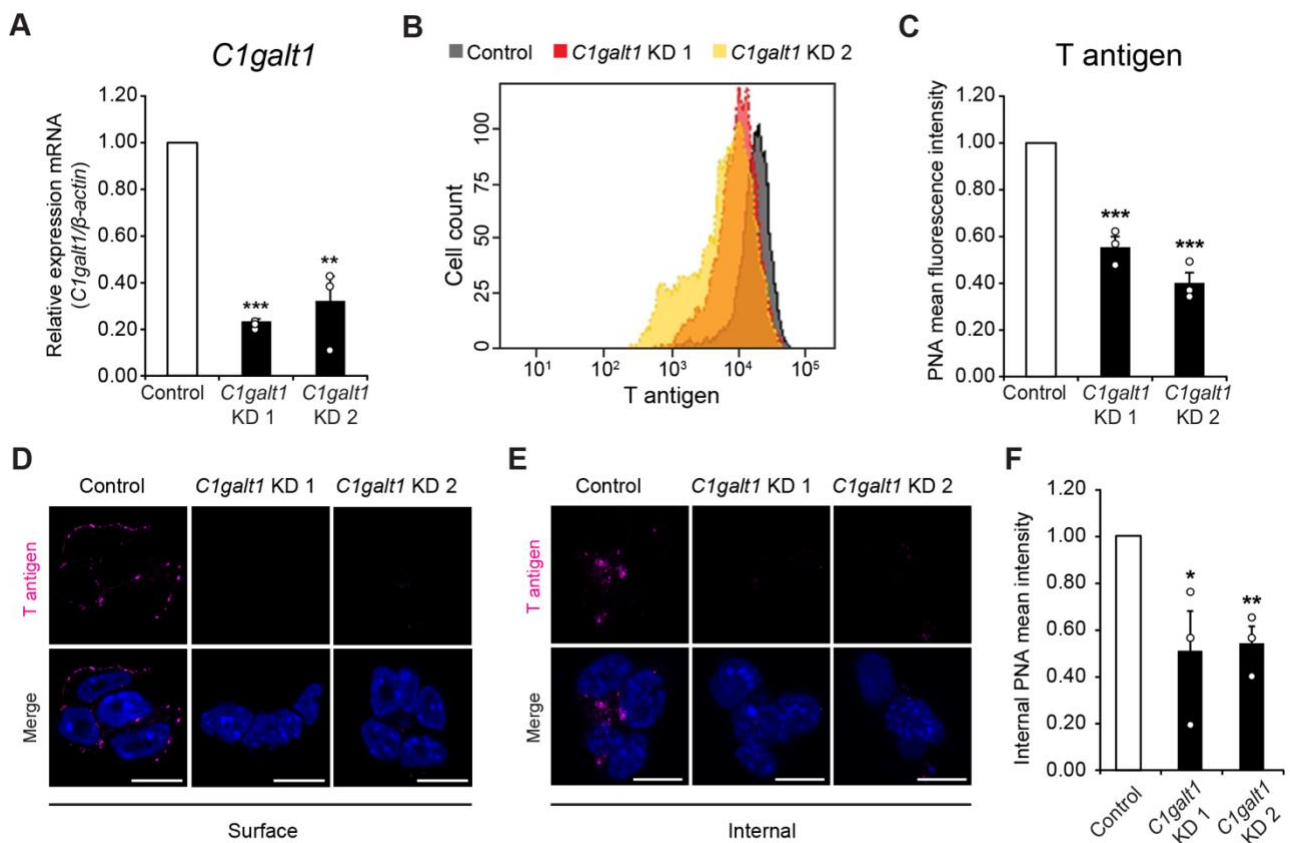 A
C1galt1
Relative expression mRNA
(C1galt1/β-actin)
1.20
1.00
0.80
0.60
0.40
0.20
0.00
***
**
Control
C1galt1
KD 1
C1galt1
KD 2
B
Control C1galt1 KD 1 C1galt1 KD 2
Cell count
100
75
50
25
0
10¹ 10² 10³ 10⁴ 10⁵
T antigen
C
T antigen
PNA mean fluorescence intensity
1.20
1.00
0.80
0.60
0.40
0.20
0.00
***
***
Control
C1galt1
KD 1
C1galt1
KD 2
D
Control C1galt1 KD 1 C1galt1 KD 2
T antigen
Merge
Surface
E
Control C1galt1 KD 1 C1galt1 KD 2
T antigen
Merge
Internal
F
Internal PNA mean intensity
1.20
1.00
0.80
0.60
0.40
0.20
0.00
*
**
Control
C1galt1
KD 1
C1galt1
KD 2